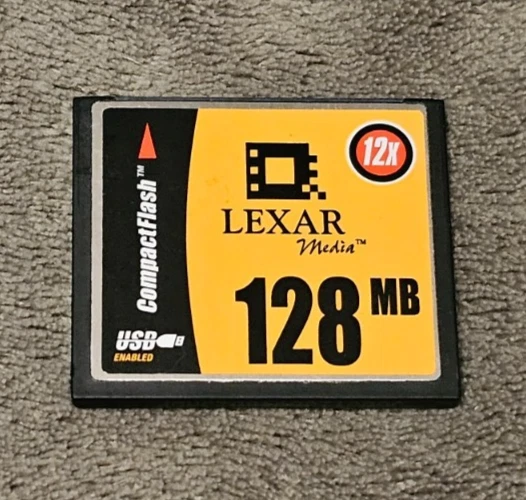 CompactFlash™
USB
ENABLED
12x
LEXAR
Media™
128 MB